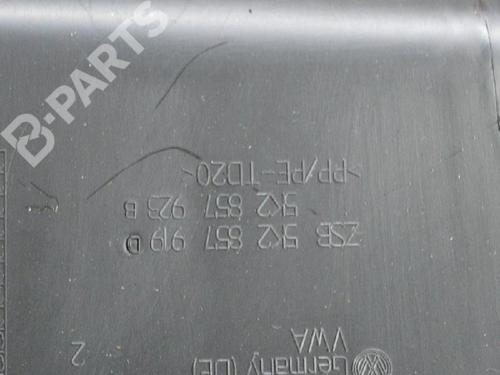 B-PARTS
Germany (DE)
VWA
2
ZSB 5K2 857 919 D
5K2 857 923 B
>PP/PE-TD20<